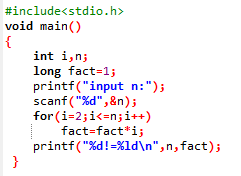 #include<stdio.h>
void main()
{
    int i,n;
    long fact=1;
    printf("input n:");
    scanf("%d",&n);
    for(i=2;i<=n;i++)
        fact=fact*i;
    printf("%d!=%ld\n",n,fact);
}